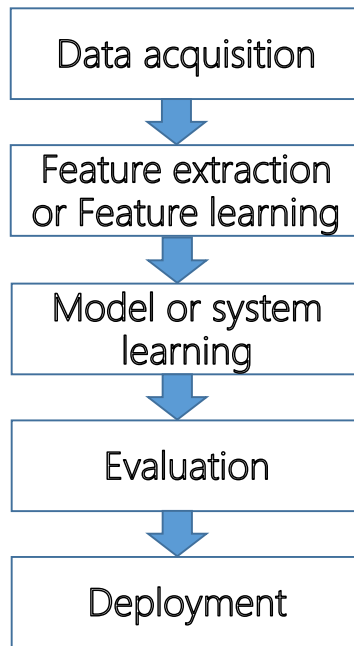 Data acquisition
Feature extraction
or Feature learning
Model or system
learning
Evaluation
Deployment